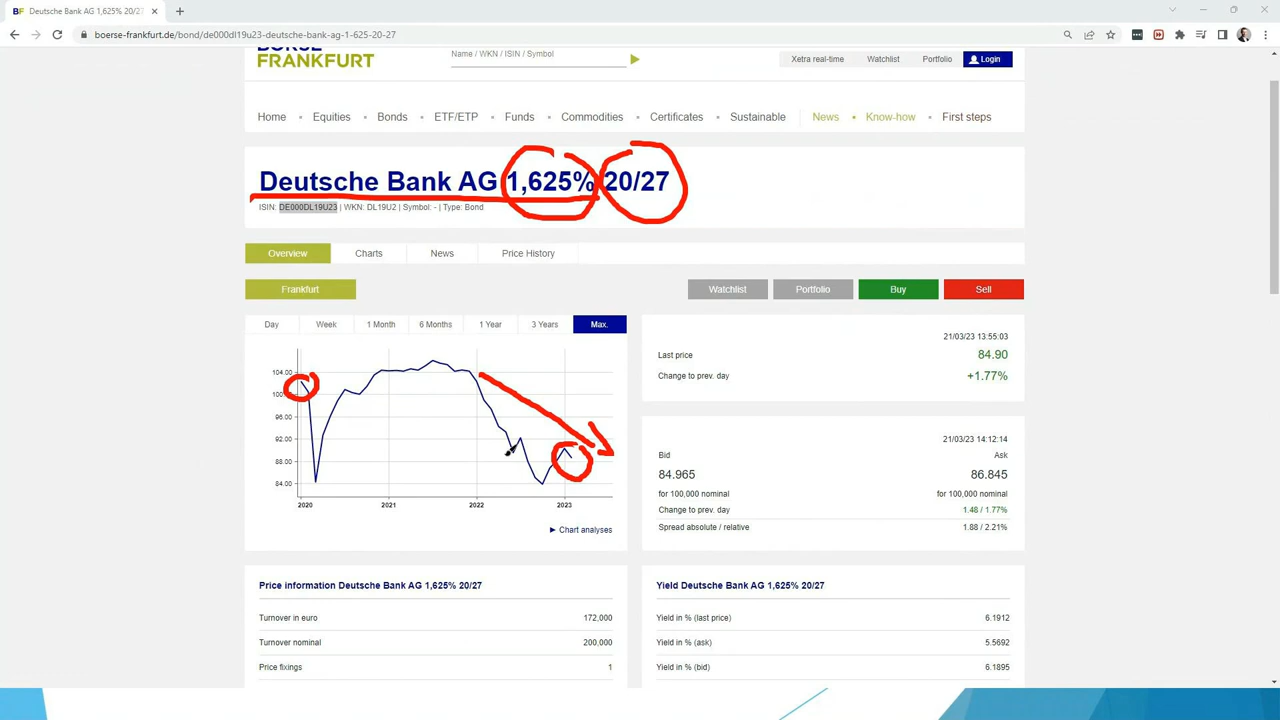 BF Deutsche Bank AG 1,625% 20/27
boerse-frankfurt.de/bond/de000dl19u23-deutsche-bank-ag-1-625-20-27
BÖRSE
FRANKFURT
Name / WKN / ISIN / Symbol
Xetra real-time Watchlist Portfolio Login
Home • Equities • Bonds • ETF/ETP • Funds • Commodities • Certificates • Sustainable News • Know-how • First steps
Deutsche Bank AG 1,625% 20/27
ISIN: DE000DL19U23 | WKN: DL19U2 | Symbol: - | Type: Bond
Overview Charts News Price History
Frankfurt
Watchlist Portfolio Buy Sell
Day Week 1 Month 6 Months 1 Year 3 Years Max.
104.00
96.00
92.00
88.00
84.00
2020 2021 2022 2023
Chart analyses
21/03/23 13:55:03
Last price 84.90
Change to prev. day +1.77%
21/03/23 14:12:14
Bid Ask
84.965 86.845
for 100,000 nominal for 100,000 nominal
Change to prev. day 1.48 / 1.77%
Spread absolute / relative 1.88 / 2.21%
Price information Deutsche Bank AG 1,625% 20/27
Turnover in euro 172,000
Turnover nominal 200,000
Price fixings 1
Yield Deutsche Bank AG 1,625% 20/27
Yield in % (last price) 6.1912
Yield in % (ask) 5.5692
Yield in % (bid) 6.1895